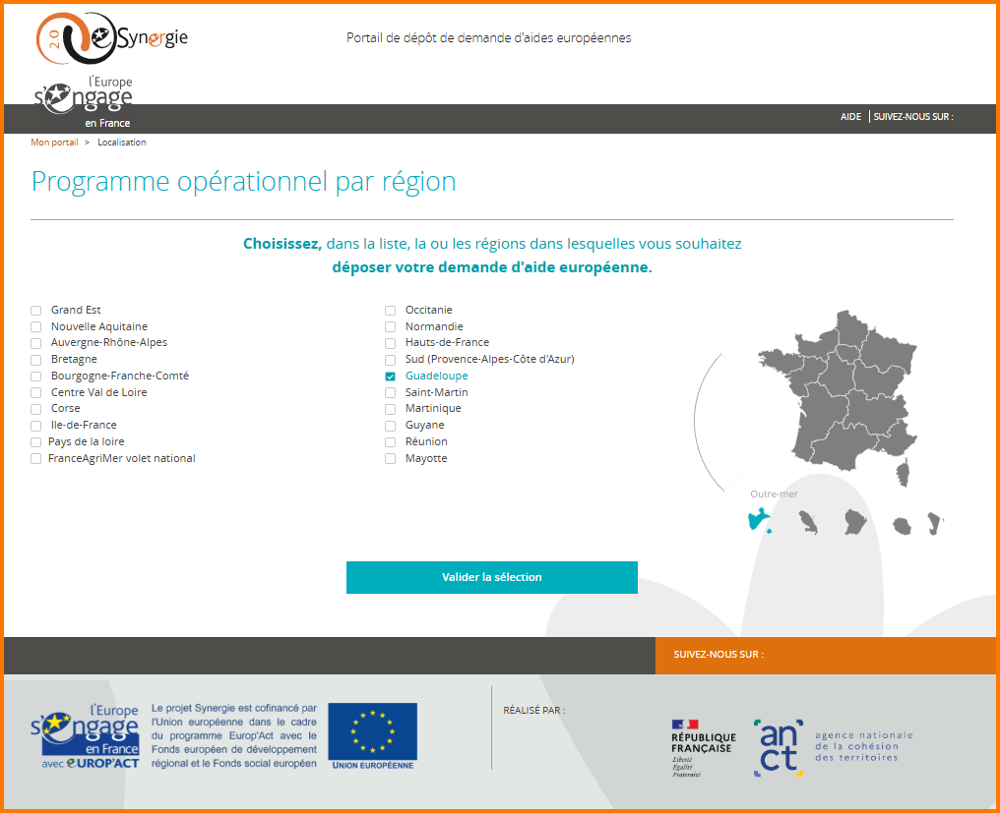 2.0
eSynergie
Portail de dépôt de demande d'aides européennes
l'Europe
s'engage
en France
AIDE
SUIVEZ-NOUS SUR :
Mon portail > Localisation
Programme opérationnel par région
Choisissez, dans la liste, la ou les régions dans lesquelles vous souhaitez
déposer votre demande d'aide européenne.
Grand Est
Nouvelle Aquitaine
Auvergne-Rhône-Alpes
Bretagne
Bourgogne-Franche-Comté
Centre Val de Loire
Corse
Ile-de-France
Pays de la loire
FranceAgriMer volet national
Occitanie
Normandie
Hauts-de-France
Sud (Provence-Alpes-Côte d'Azur)
Guadeloupe
Saint-Martin
Martinique
Guyane
Réunion
Mayotte
Outre-mer
Valider la sélection
SUIVEZ-NOUS SUR :
l'Europe
s'engage
en France
avec eUROP'ACT
Le projet Synergie est cofinancé par
l'Union européenne dans le cadre
du programme Europ'Act avec le
Fonds européen de développement
régional et le Fonds social européen
UNION EUROPÉENNE
RÉALISÉ PAR :
RÉPUBLIQUE
FRANÇAISE
Liberté
Égalité
Fraternité
an
ct
agence nationale
de la cohésion
des territoires